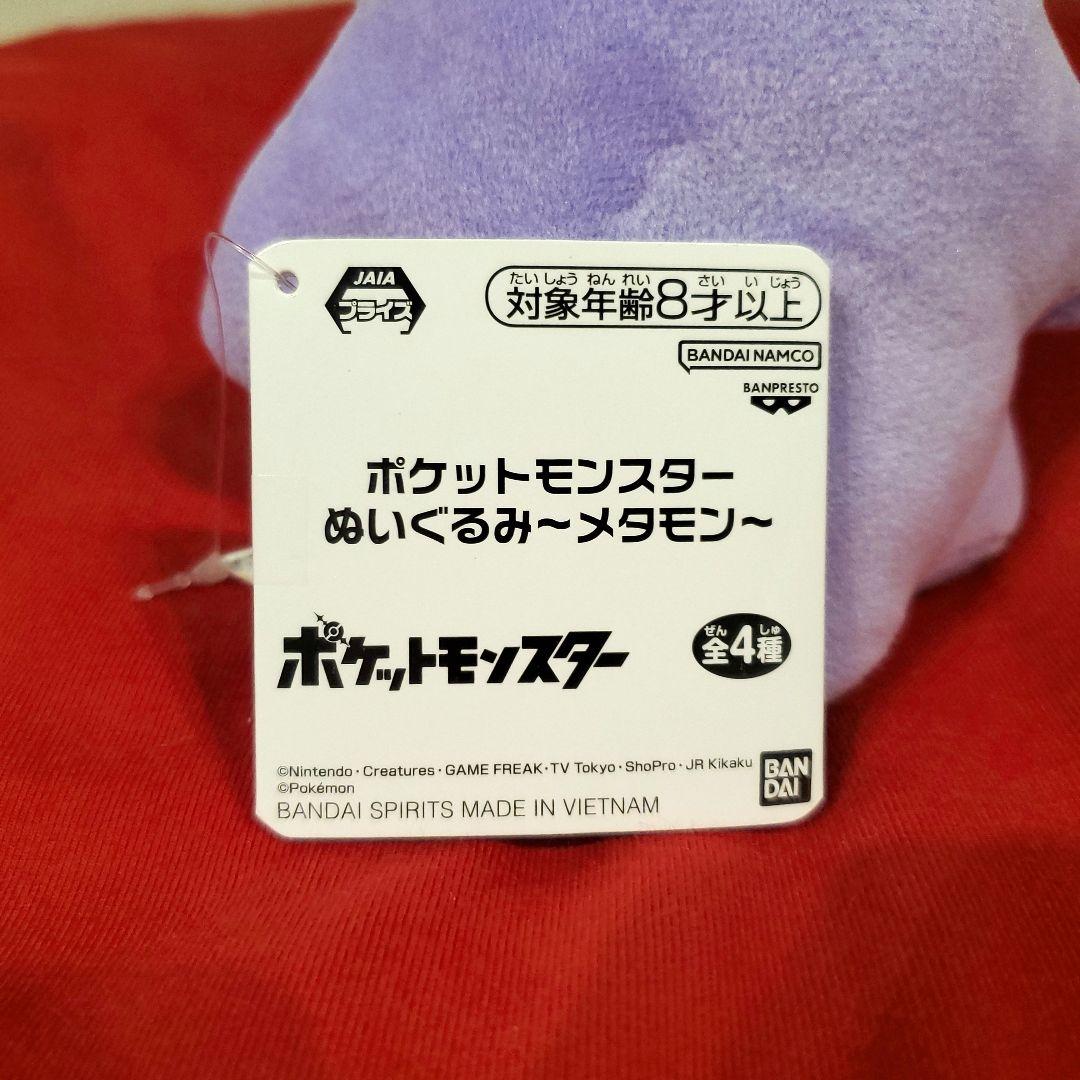 JAIA
プライズ
たいしょうねんれい さい いじょう
対象年齢8才以上
BANDAI NAMCO
BANPRESTO
ポケットモンスター
ぬいぐるみ~メタモン~
ポケットモンスター
ぜん しゅ
全4種
©Nintendo・Creatures・GAME FREAK・TV Tokyo・ShoPro・JR Kikaku
©Pokémon
BANDAI SPIRITS MADE IN VIETNAM
BAN
DAI